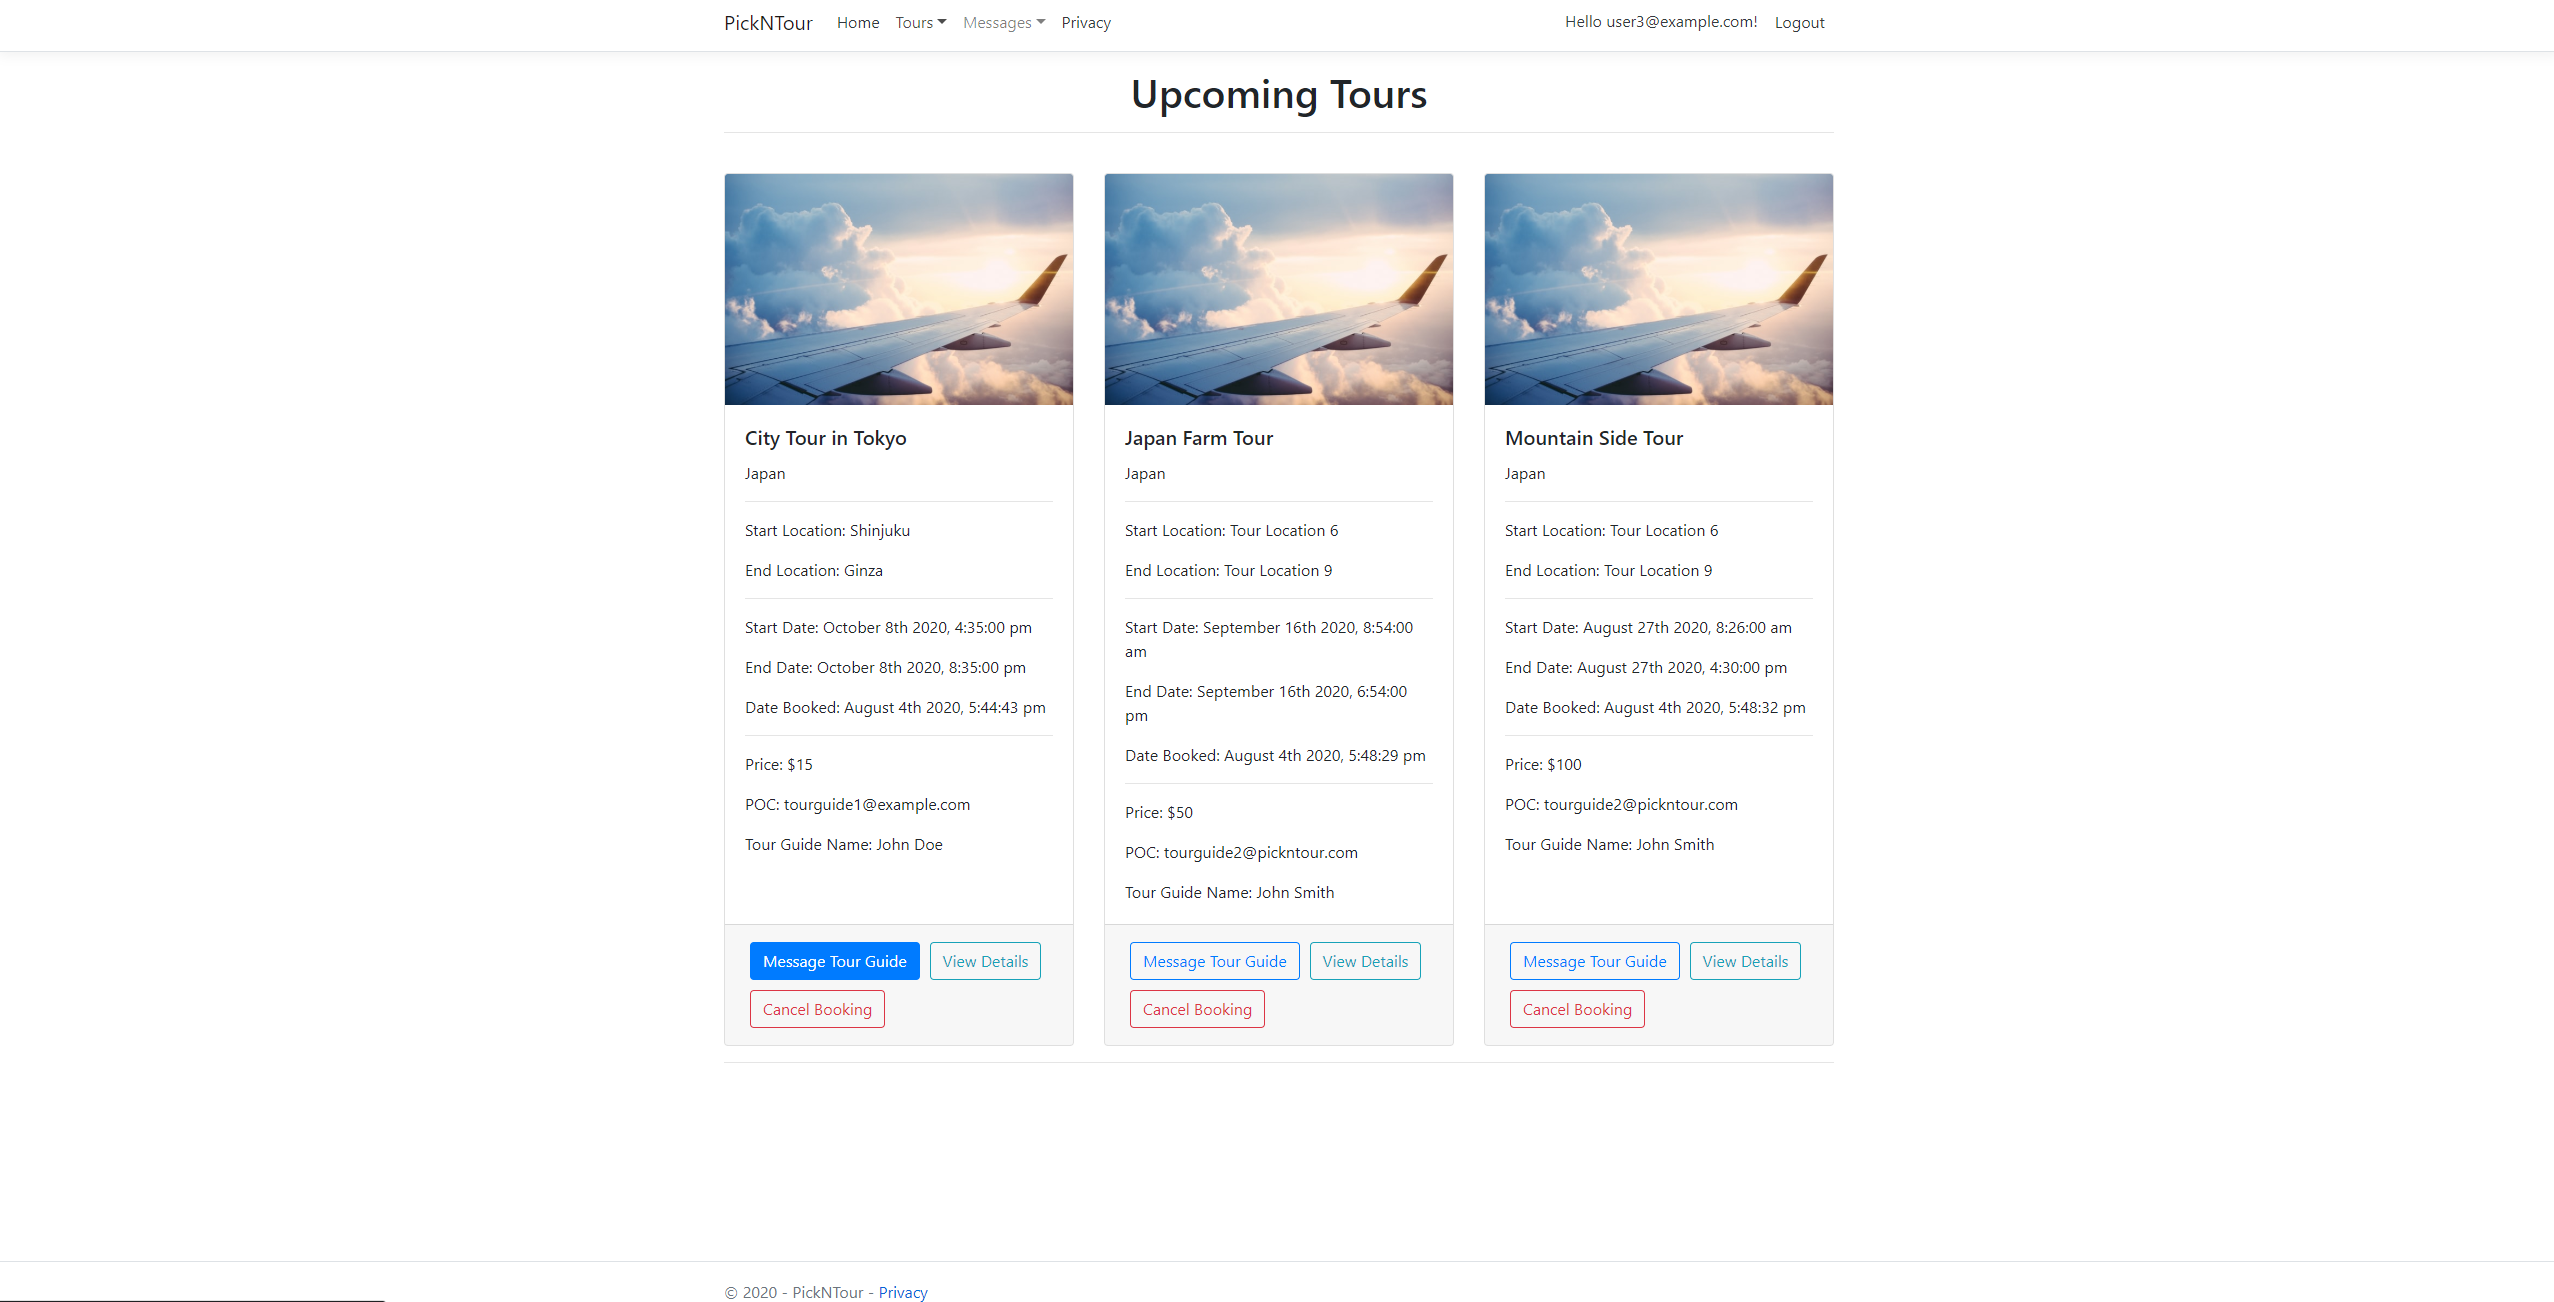 PickNTour Home Tours Messages Privacy Hello user3@example.com! Logout
Upcoming Tours
City Tour in Tokyo
Japan
Start Location: Shinjuku
End Location: Ginza
Start Date: October 8th 2020, 4:35:00 pm
End Date: October 8th 2020, 8:35:00 pm
Date Booked: August 4th 2020, 5:44:43 pm
Price: $15
POC: tourguide1@example.com
Tour Guide Name: John Doe
Message Tour Guide View Details
Cancel Booking
Japan Farm Tour
Japan
Start Location: Tour Location 6
End Location: Tour Location 9
Start Date: September 16th 2020, 8:54:00
am
End Date: September 16th 2020, 6:54:00
pm
Date Booked: August 4th 2020, 5:48:29 pm
Price: $50
POC: tourguide2@pickntour.com
Tour Guide Name: John Smith
Message Tour Guide View Details
Cancel Booking
Mountain Side Tour
Japan
Start Location: Tour Location 6
End Location: Tour Location 9
Start Date: August 27th 2020, 8:26:00 am
End Date: August 27th 2020, 4:30:00 pm
Date Booked: August 4th 2020, 5:48:32 pm
Price: $100
POC: tourguide2@pickntour.com
Tour Guide Name: John Smith
Message Tour Guide View Details
Cancel Booking
© 2020 - PickNTour - Privacy